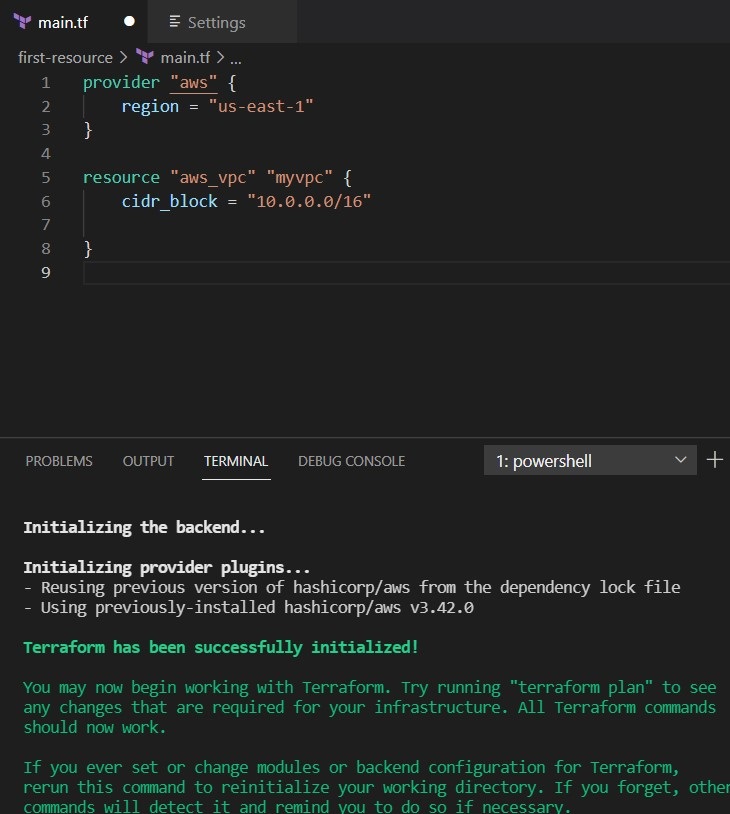 main.tf
Settings
first-resource > main.tf > ...
1 provider "aws" {
2     region = "us-east-1"
3 }
4
5 resource "aws_vpc" "myvpc" {
6     cidr_block = "10.0.0.0/16"
7
8 }
9
PROBLEMS OUTPUT TERMINAL DEBUG CONSOLE 1: powershell
Initializing the backend...
Initializing provider plugins...
- Reusing previous version of hashicorp/aws from the dependency lock file
- Using previously-installed hashicorp/aws v3.42.0
Terraform has been successfully initialized!
You may now begin working with Terraform. Try running "terraform plan" to see
any changes that are required for your infrastructure. All Terraform commands
should now work.
If you ever set or change modules or backend configuration for Terraform,
rerun this command to reinitialize your working directory. If you forget, other
commands will detect it and remind you to do so if necessary.